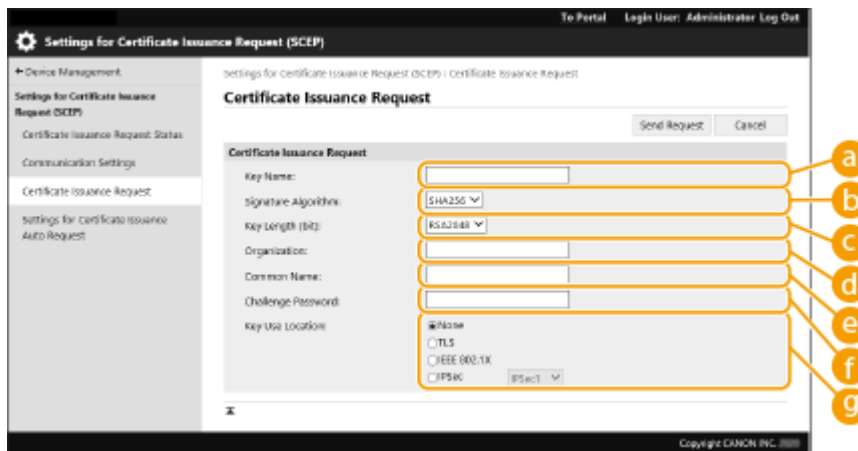 To Portal Login User: Administrator Log Out
Settings for Certificate Issuance Request (SCEP)
Device Management
Settings for Certificate Issuance Request (SCEP) : Certificate Issuance Request
Settings for Certificate Issuance
Request (SCEP)
Certificate Issuance Request Status
Communication Settings
Certificate Issuance Request
Settings for Certificate Issuance
Auto Request
Certificate Issuance Request
Send Request Cancel
Certificate Issuance Request
Key Name:
a
Signature Algorithm: SHA256
b
Key Length (bit): RSA2048
c
Organization:
d
Common Name:
e
Challenge Password:
f
Key Use Location: None
TLS
IEEE 802.1X
IPSec IPSec1
g
Copyright CANON INC.